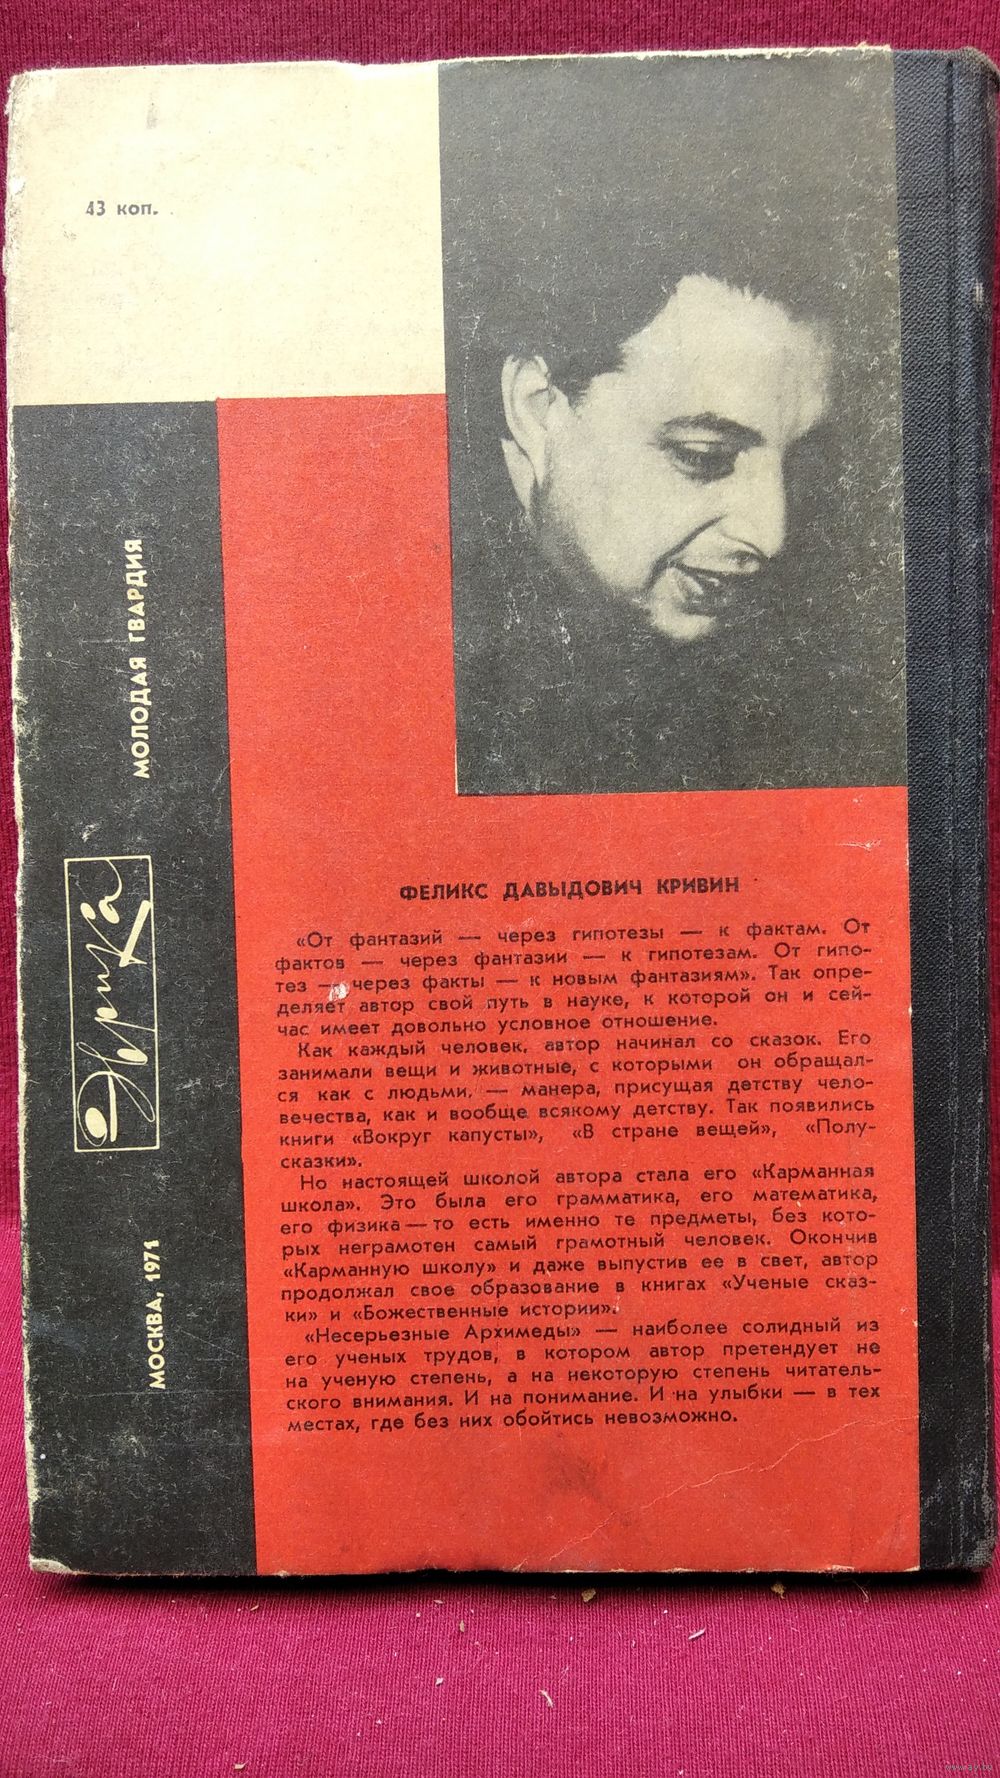 43 коп.
МОЛОДАЯ ГВАРДИЯ
Эврика
МОСКВА, 1971
ФЕЛИКС ДАВЫДОВИЧ КРИВИН
«От фантазий — через гипотезы — к фактам. От
фактов — через фантазии — к гипотезам. От гипо-
тез — через факты — к новым фантазиям». Так опре-
деляет автор свой путь в науке, к которой он и сей-
час имеет довольно условное отношение.
Как каждый человек, автор начинал со сказок. Его
занимали вещи и животные, с которыми он обращал-
ся как с людьми, — манера, присущая детству чело-
вечества, как и вообще всякому детству. Так появились
книги «Вокруг капусты», «В стране вещей», «Полу-
сказки».
Но настоящей школой автора стала его «Карманная
школа». Это была его грамматика, его математика,
его физика — то есть именно те предметы, без кото-
рых неграмотен самый грамотный человек. Окончив
«Карманную школу» и даже выпустив ее в свет, автор
продолжал свое образование в книгах «Ученые сказ-
ки» и «Божественные истории».
«Несерьезные Архимеды» — наиболее солидный из
его ученых трудов, в котором автор претендует не
на ученую степень, а на некоторую степень читатель-
ского внимания. И на понимание. И на улыбки — в тех
местах, где без них обойтись невозможно.
www.ay.by